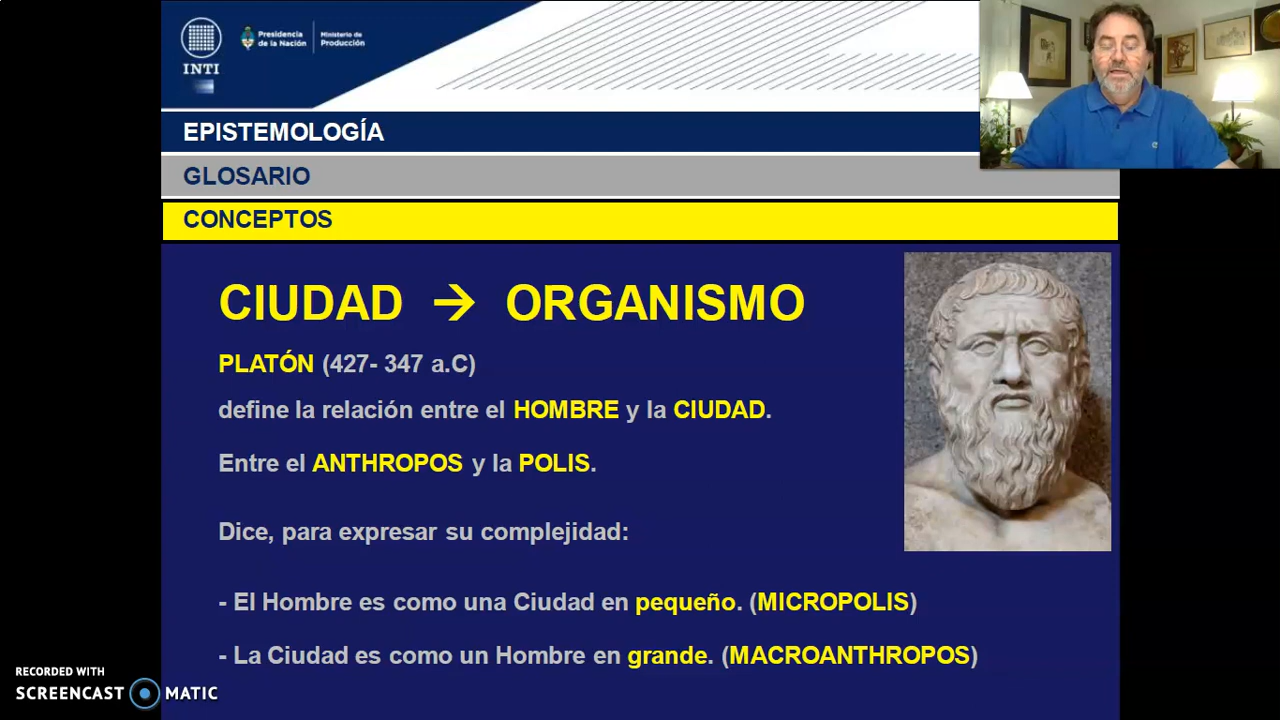 INTI
Presidencia
de la Nación
Ministerio de
Producción
EPISTEMOLOGÍA
GLOSARIO
CONCEPTOS
CIUDAD → ORGANISMO
PLATÓN (427- 347 a.C)
define la relación entre el HOMBRE y la CIUDAD.
Entre el ANTHROPOS y la POLIS.
Dice, para expresar su complejidad:
- El Hombre es como una Ciudad en pequeño. (MICROPOLIS)
- La Ciudad es como un Hombre en grande. (MACROANTHROPOS)
RECORDED WITH
SCREENCAST MATIC